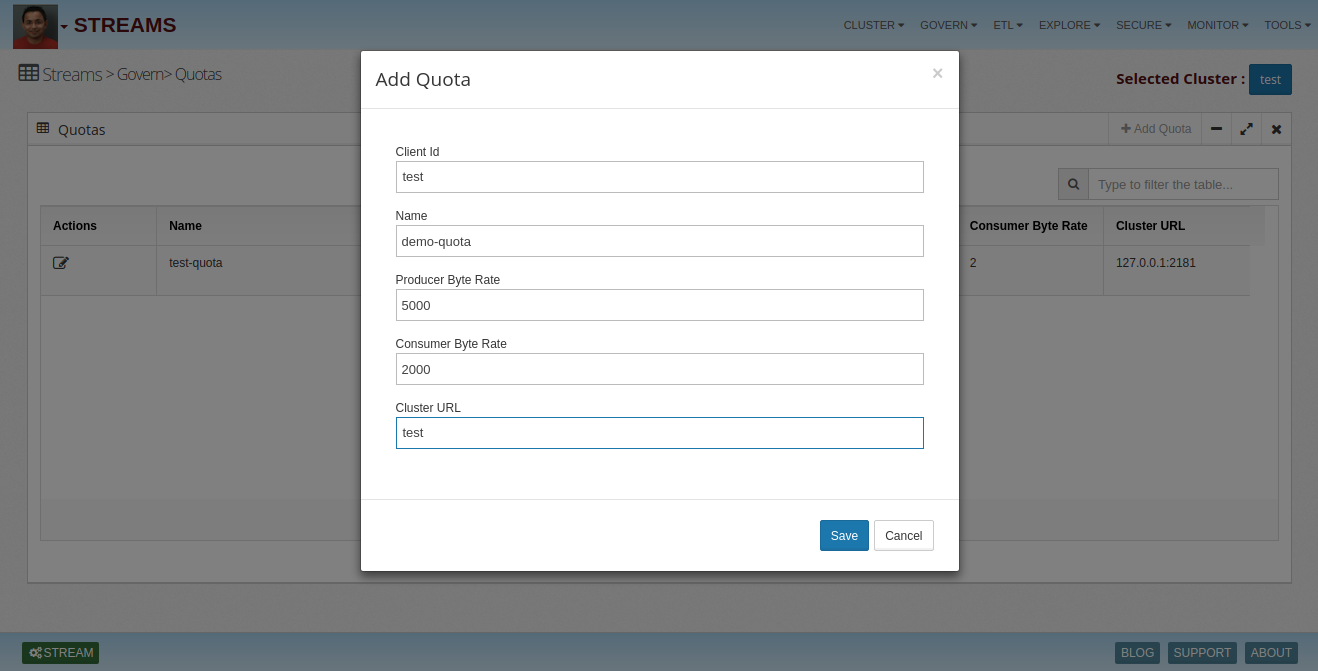 STREAMS
CLUSTER GOVERN ETL EXPLORE SECURE MONITOR TOOLS
Streams > Govern> Quotas
Selected Cluster : test
Add Quota
×
Quotas
Add Quota
Type to filter the table...
Actions Name Consumer Byte Rate Cluster URL
test-quota 2 127.0.0.1:2181
Client Id
test
Name
demo-quota
Producer Byte Rate
5000
Consumer Byte Rate
2000
Cluster URL
test
Save Cancel
STREAM BLOG SUPPORT ABOUT